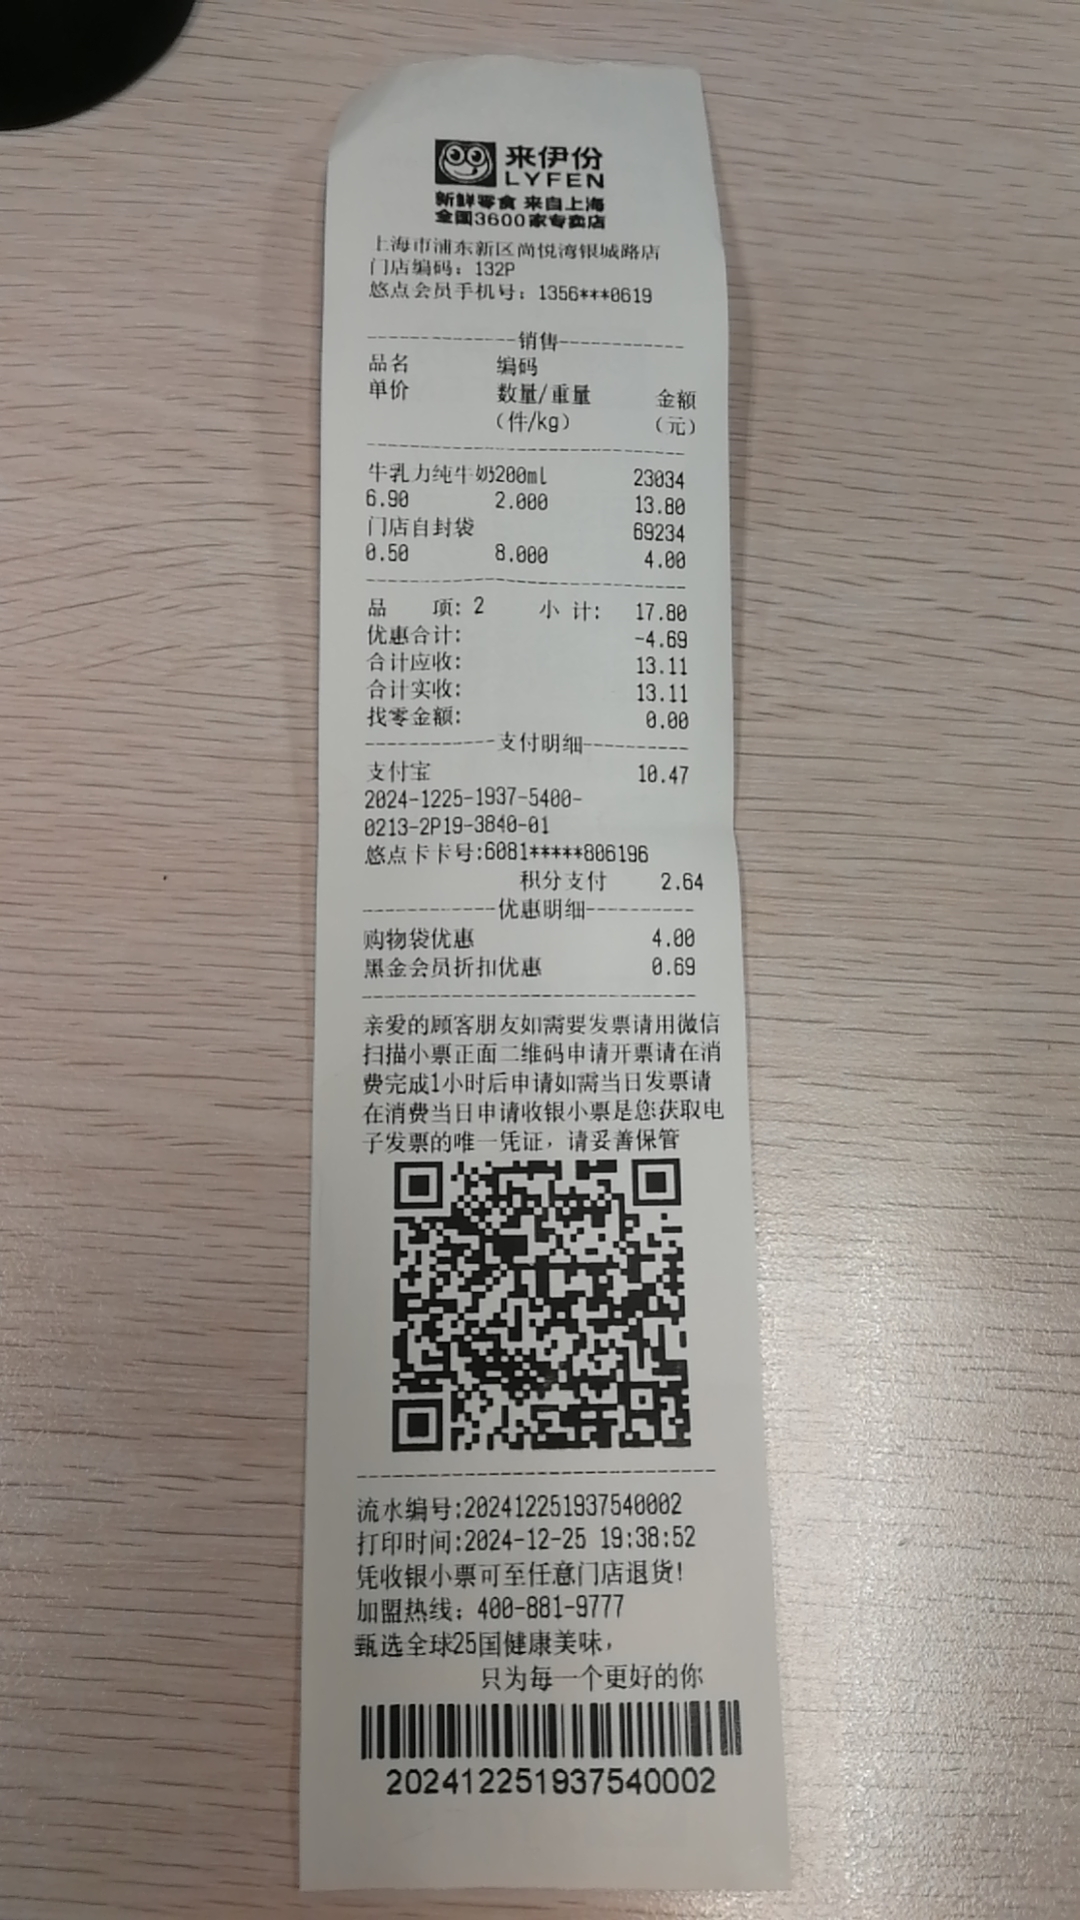 来伊份
LYFEN
新鲜零食 来自上海
全国3600家专卖店
上海市浦东新区尚悦湾银城路店
门店编码：132P
悠点会员手机号：1356***0619
-------------销售-----------
品名 编码
单价 数量/重量 金额
（件/kg） （元）
牛乳力纯牛奶200ml 23034
6.90 2.000 13.80
门店自封袋 69234
0.50 8.000 4.00
品 项: 2 小 计: 17.80
优惠合计: -4.69
合计应收: 13.11
合计实收: 13.11
找零金额: 0.00
------------支付明细----------
支付宝 10.47
2024-1225-1937-5400-
0213-2P19-3840-01
悠点卡卡号:6081*****806196
积分支付 2.64
------------优惠明细----------
购物袋优惠 4.00
黑金会员折扣优惠 0.69
亲爱的顾客朋友如需要发票请用微信
扫描小票正面二维码申请开票请在消
费完成1小时后申请如需当日发票请
在消费当日申请收银小票是您获取电
子发票的唯一凭证，请妥善保管
流水编号:202412251937540002
打印时间:2024-12-25 19:38:52
凭收银小票可至任意门店退货!
加盟热线：400-881-9777
甄选全球25国健康美味，
只为每一个更好的你
202412251937540002